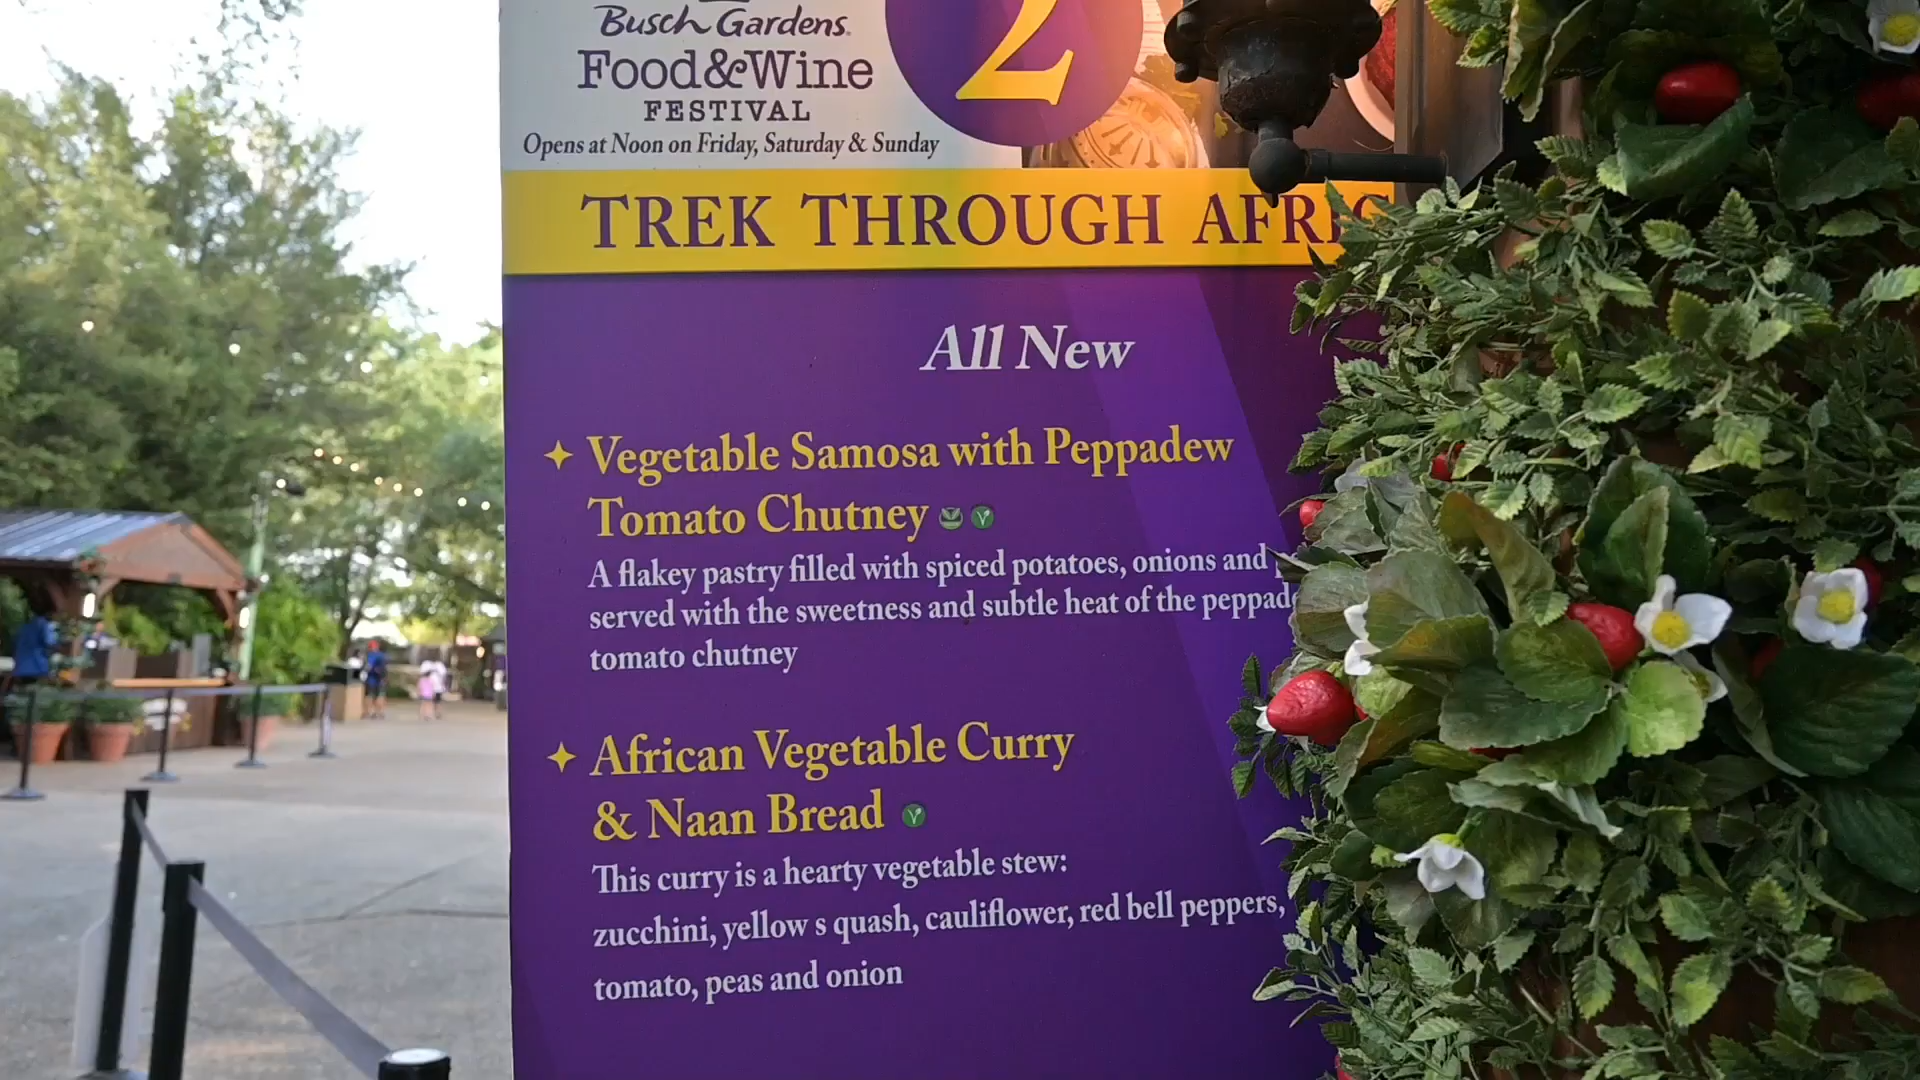 Busch Gardens
Food&Wine
FESTIVAL
Opens at Noon on Friday, Saturday & Sunday
2
TREK THROUGH
All New
Vegetable Samosa with Peppadew
Tomato Chutney
A flakey pastry filled with spiced potatoes, onions and
served with the sweetness and subtle heat of the
tomato chutney
African Vegetable Curry
& Naan Bread
This curry is a hearty vegetable stew:
zucchini, yellow s quash, cauliflower, red bell peppers,
tomato, peas and onion